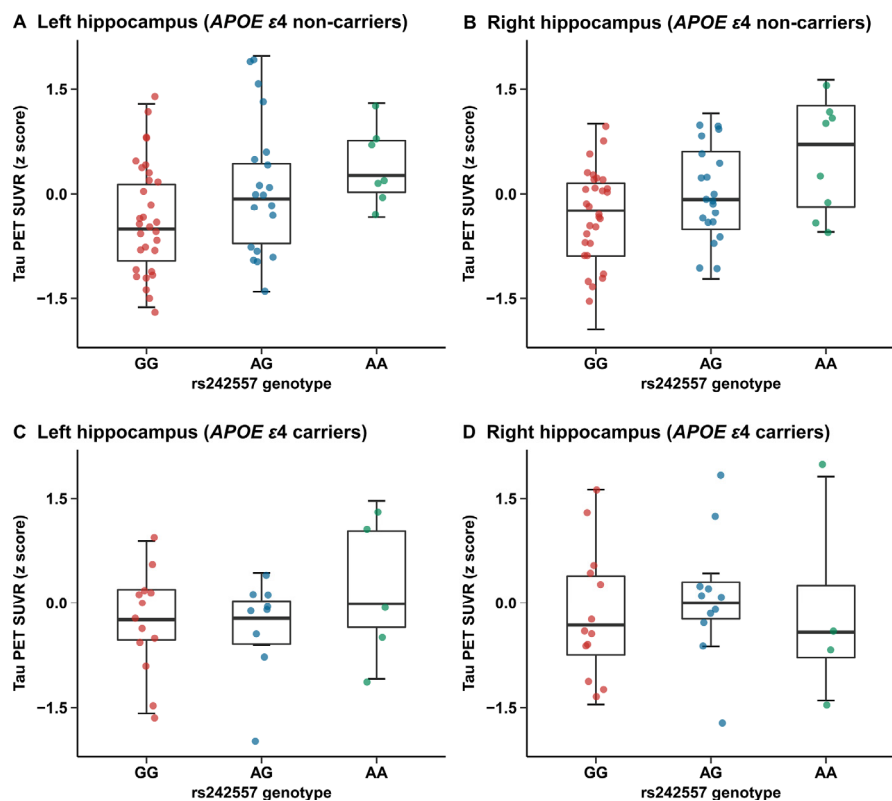 A Left hippocampus (APOE ε4 non-carriers)
Tau PET SUVR (z score)
1.5
0.0
−1.5
GG AG AA
rs242557 genotype
B Right hippocampus (APOE ε4 non-carriers)
Tau PET SUVR (z score)
1.5
0.0
−1.5
GG AG AA
rs242557 genotype
C Left hippocampus (APOE ε4 carriers)
Tau PET SUVR (z score)
1.5
0.0
−1.5
GG AG AA
rs242557 genotype
D Right hippocampus (APOE ε4 carriers)
Tau PET SUVR (z score)
1.5
0.0
−1.5
GG AG AA
rs242557 genotype